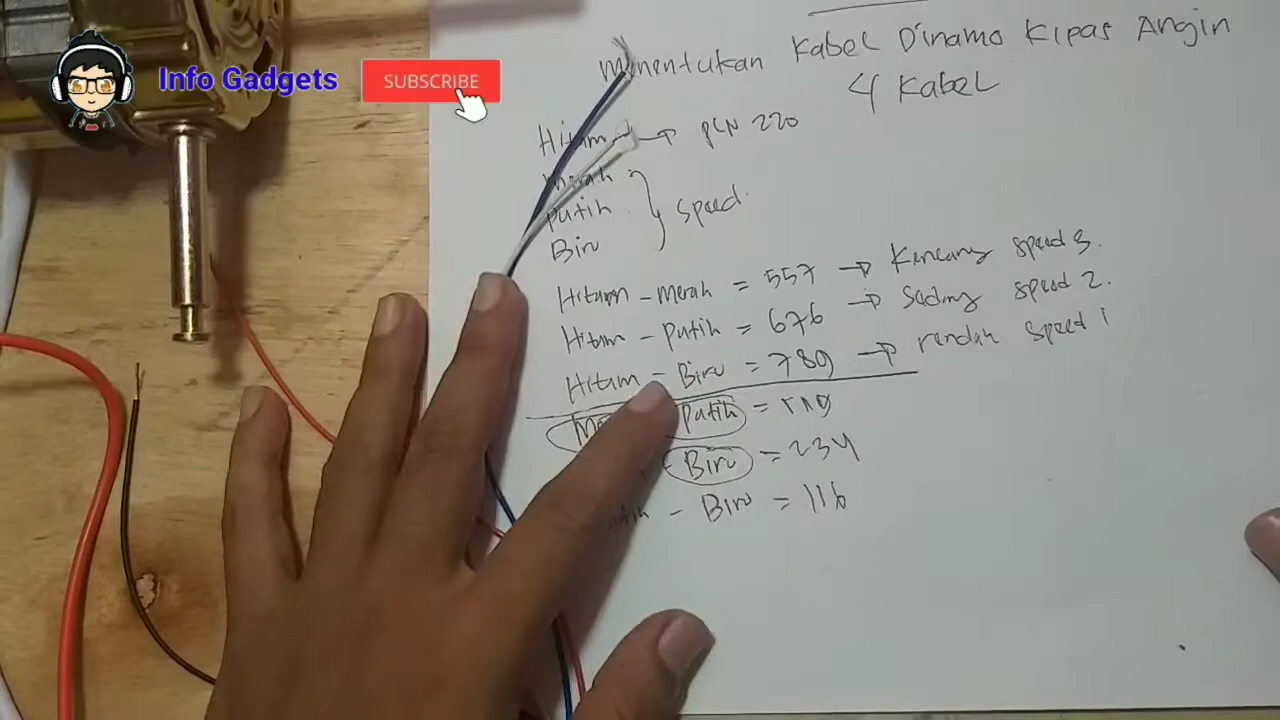 Info Gadgets
SUBSCRIBE
Menentukan Kabel Dinamo Kipas Angin
4 Kabel
Hitam → PLN 220
Merah
Putih
Biru
} Speed
Hitam - Merah = 557 → Kencang speed 3.
Hitam - Putih = 676 → Sedang speed 2.
Hitam - Biru = 789 → rendah speed 1
Putih =
Biru = 234
- Biru = 116